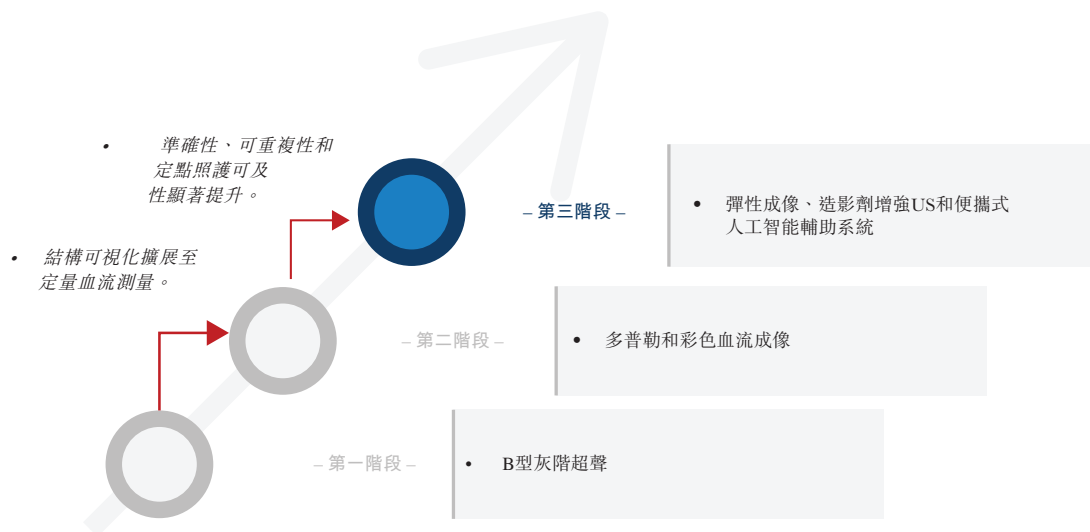 • 準確性、可重複性和
定點照護可及
性顯著提升。
– 第三階段 –
• 彈性成像、造影劑增強US和便攜式
人工智能輔助系統
• 結構可視化擴展至
定量血流測量。
– 第二階段 –
• 多普勒和彩色血流成像
– 第一階段 –
• B型灰階超聲